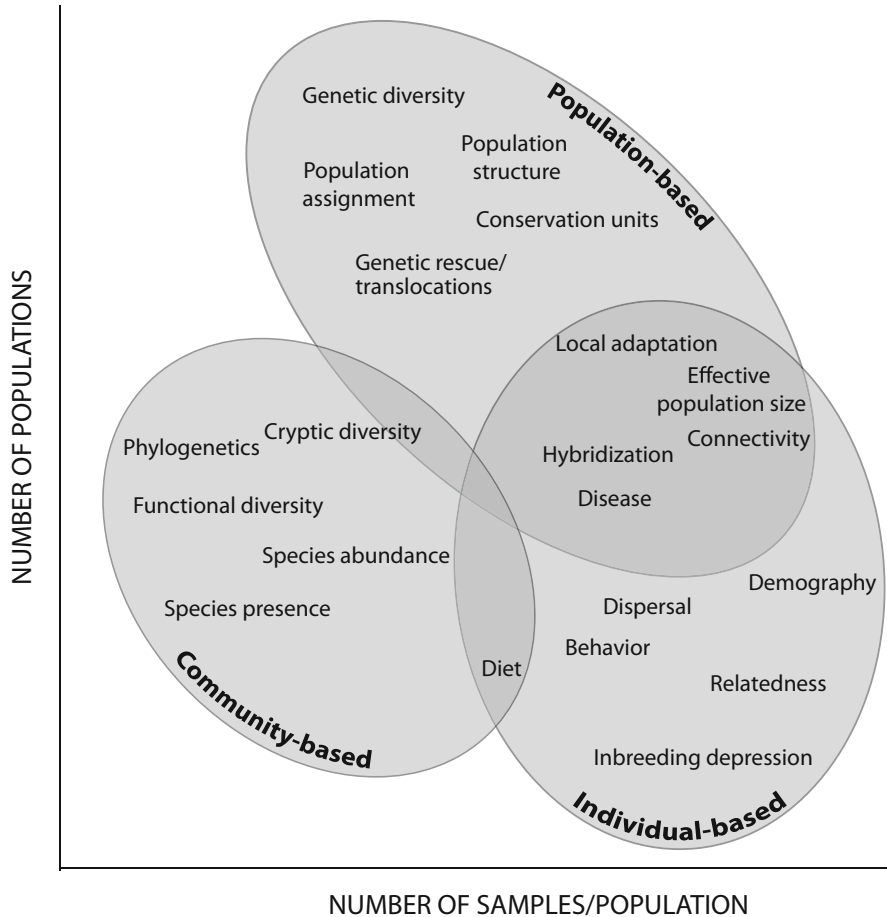 NUMBER OF POPULATIONS
Genetic diversity
Population-based
Population
structure
Population
assignment
Conservation units
Genetic rescue/
translocations
Local adaptation
Effective
population size
Connectivity
Hybridization
Disease
Cryptic diversity
Phylogenetics
Functional diversity
Species abundance
Species presence
Community-based
Diet
Demography
Dispersal
Behavior
Relatedness
Inbreeding depression
Individual-based
NUMBER OF SAMPLES/POPULATION